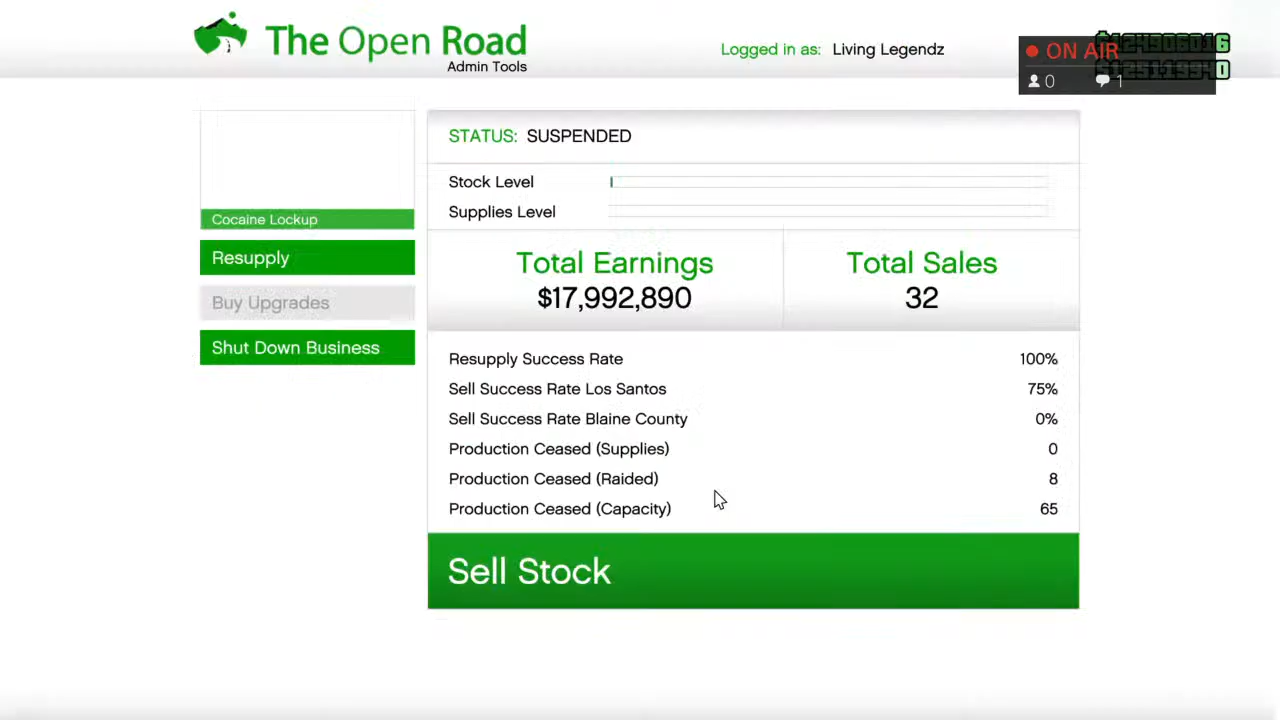 The Open Road
Admin Tools
Logged in as: Living Legendz
ON AIR
0 1
Cocaine Lockup
Resupply
Buy Upgrades
Shut Down Business
STATUS: SUSPENDED
Stock Level
Supplies Level
Total Earnings
$17,992,890
Total Sales
32
Resupply Success Rate 100%
Sell Success Rate Los Santos 75%
Sell Success Rate Blaine County 0%
Production Ceased (Supplies) 0
Production Ceased (Raided) 8
Production Ceased (Capacity) 65
Sell Stock